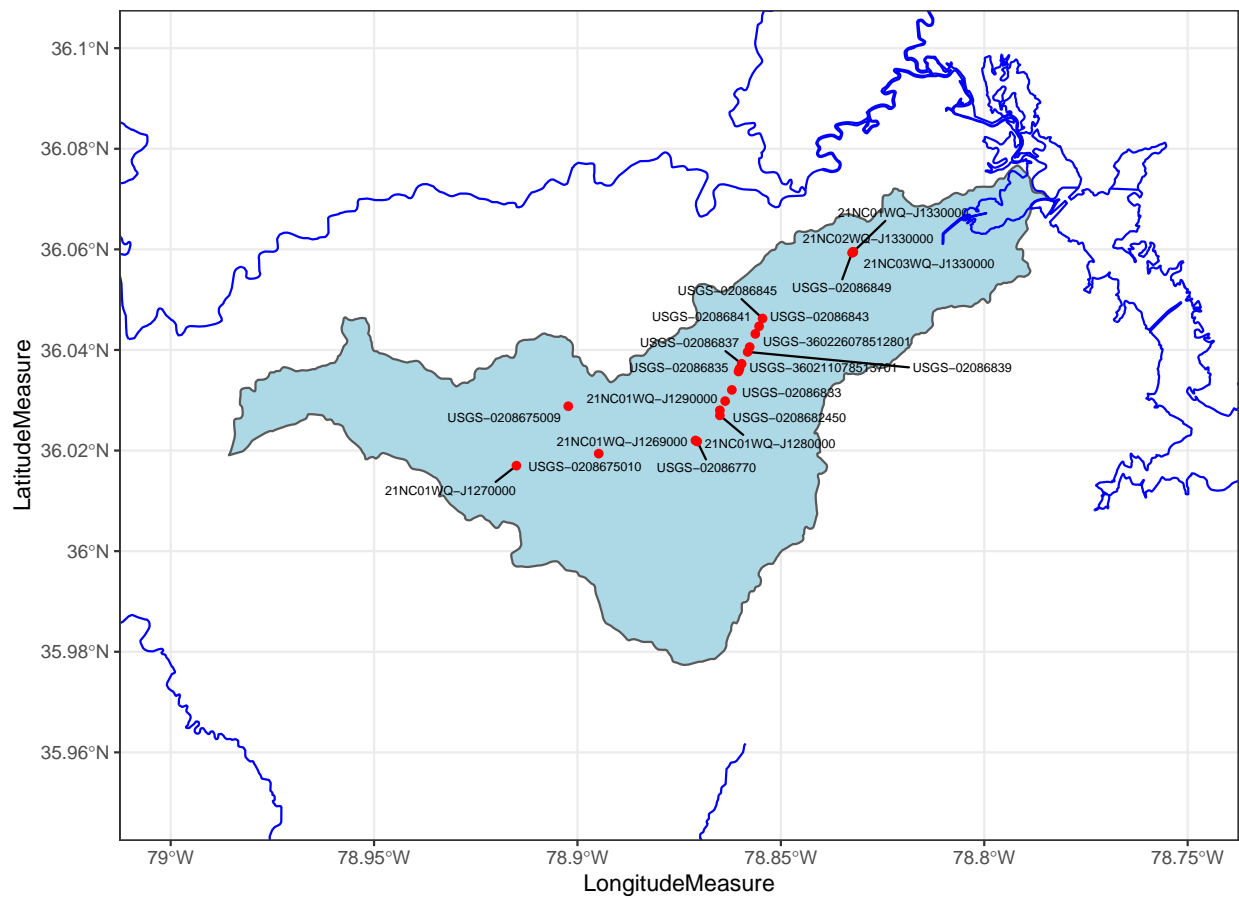 36.1°N
36.08°N
36.06°N
36.04°N
36.02°N
36°N
35.98°N
35.96°N
LatitudeMeasure
21NC01WQ−J1330000
21NC02WQ−J1330000
21NC03WQ−J1330000
USGS−02086849
USGS−02086845
USGS−02086841
USGS−02086843
USGS−02086837
USGS−360226078512801
USGS−02086835
USGS−360211078513701
USGS−02086839
21NC01WQ−J1290000
USGS−02086833
USGS−0208675009
USGS−0208682450
21NC01WQ−J1269000
21NC01WQ−J1280000
USGS−0208675010
USGS−02086770
21NC01WQ−J1270000
79°W
78.95°W
78.9°W
78.85°W
78.8°W
78.75°W
LongitudeMeasure